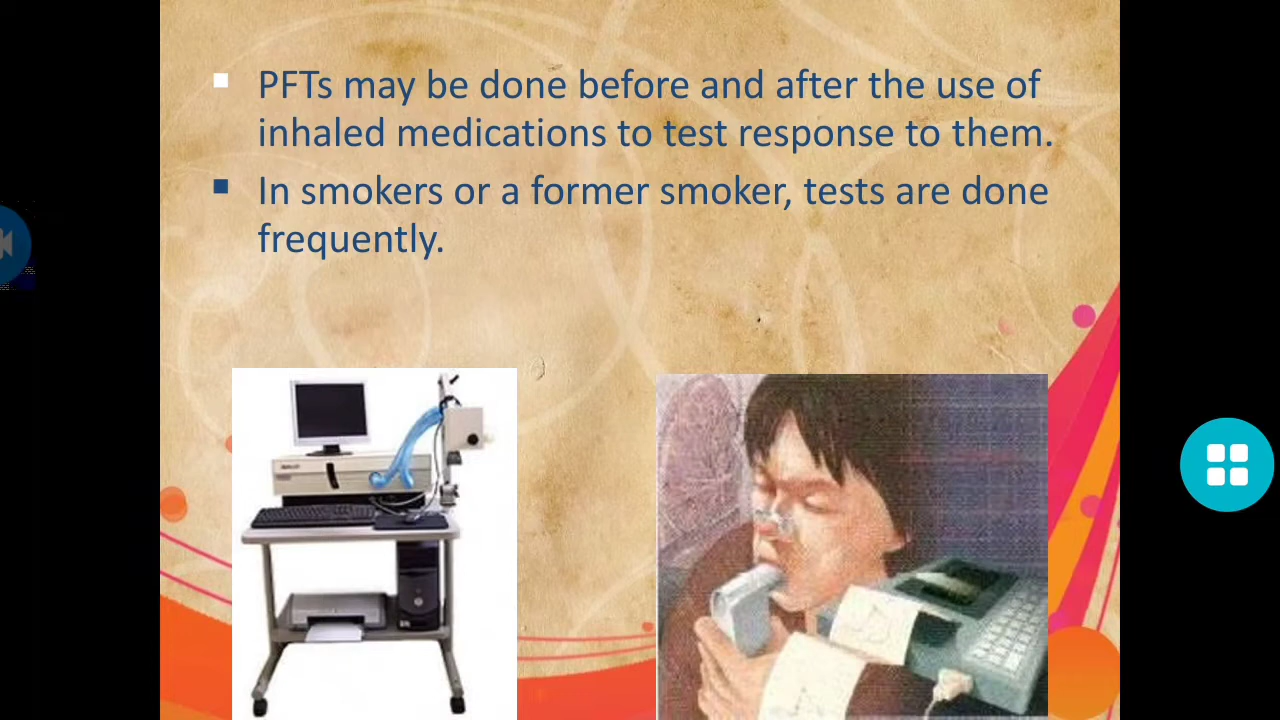 PFTs may be done before and after the use of
inhaled medications to test response to them.
In smokers or a former smoker, tests are done
frequently.